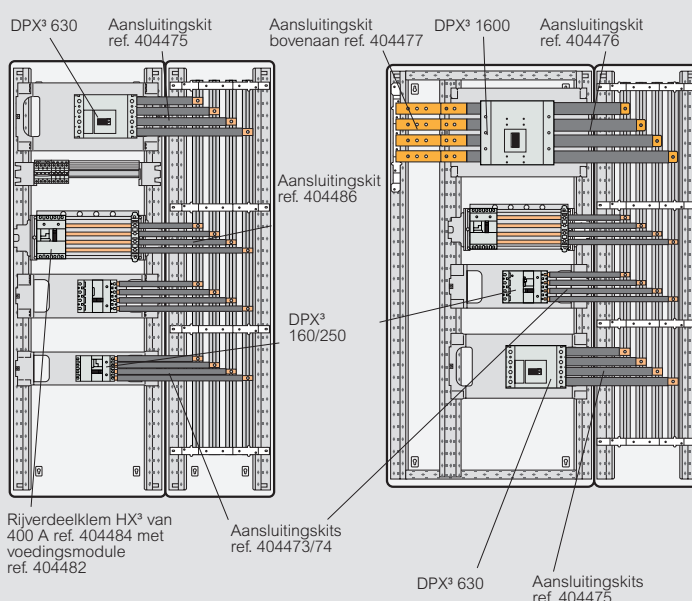 DPX³ 630
Aansluitingskit
ref. 404475
Aansluitingskit
bovenaan ref. 404477
DPX³ 1600
Aansluitingskit
ref. 404476
Aansluitingskit
ref. 404486
DPX³
160/250
Rijverdeelklem HX³ van
400 A ref. 404484 met
voedingsmodule
ref. 404482
Aansluitingskits
ref. 404473/74
DPX³ 630
Aansluitingskits
ref. 404475